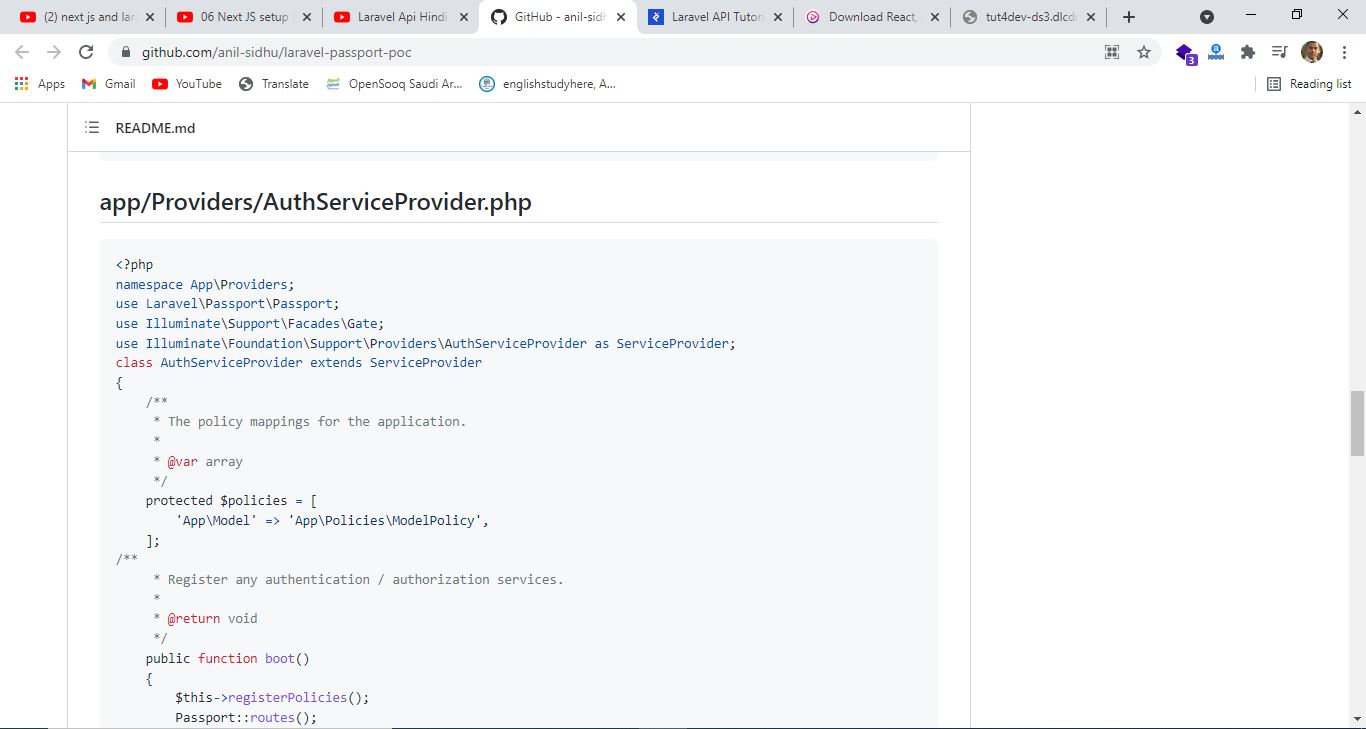 (2) next js and lar
06 Next JS setup
Laravel Api Hindi
GitHub - anil-sidh
Laravel API Tutor
Download React,
tut4dev-ds3.dlcd
github.com/anil-sidhu/laravel-passport-poc
3
Apps
Gmail
YouTube
Translate
OpenSooq Saudi Ar...
englishstudyhere, A...
Reading list
README.md
app/Providers/AuthServiceProvider.php
<?php
namespace App\Providers;
use Laravel\Passport\Passport;
use Illuminate\Support\Facades\Gate;
use Illuminate\Foundation\Support\Providers\AuthServiceProvider as ServiceProvider;
class AuthServiceProvider extends ServiceProvider
{
    /**
     * The policy mappings for the application.
     *
     * @var array
     */
    protected $policies = [
        'App\Model' => 'App\Policies\ModelPolicy',
    ];
/**
     * Register any authentication / authorization services.
     *
     * @return void
     */
    public function boot()
    {
        $this->registerPolicies();
        Passport::routes();